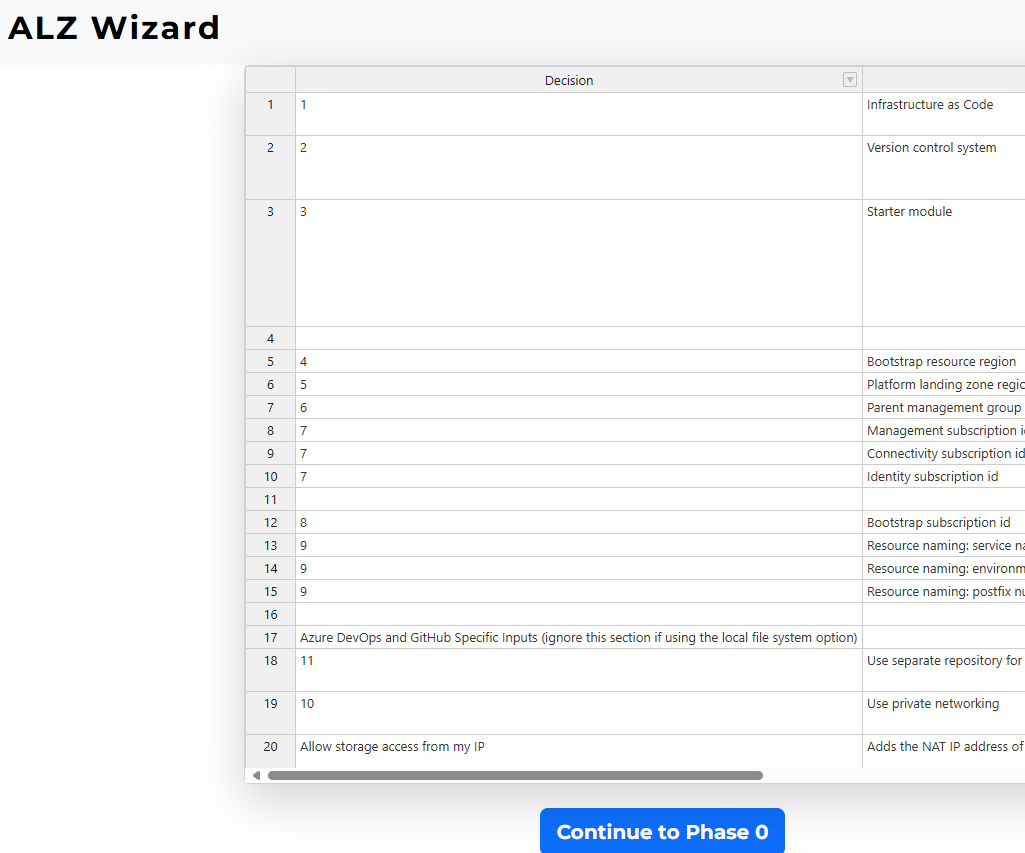 ALZ Wizard
Decision
1 1 Infrastructure as Code
2 2 Version control system
3 3 Starter module
4
5 4 Bootstrap resource region
6 5 Platform landing zone
7 6 Parent management group
8 7 Management subscription
9 7 Connectivity subscription id
10 7 Identity subscription id
11
12 8 Bootstrap subscription id
13 9 Resource naming: service
14 9 Resource naming:
15 9 Resource naming: postfix
16
17 Azure DevOps and GitHub Specific Inputs (ignore this section if using the local file system option)
18 11 Use separate repository for
19 10 Use private networking
20 Allow storage access from my IP Adds the NAT IP address of
Continue to Phase 0